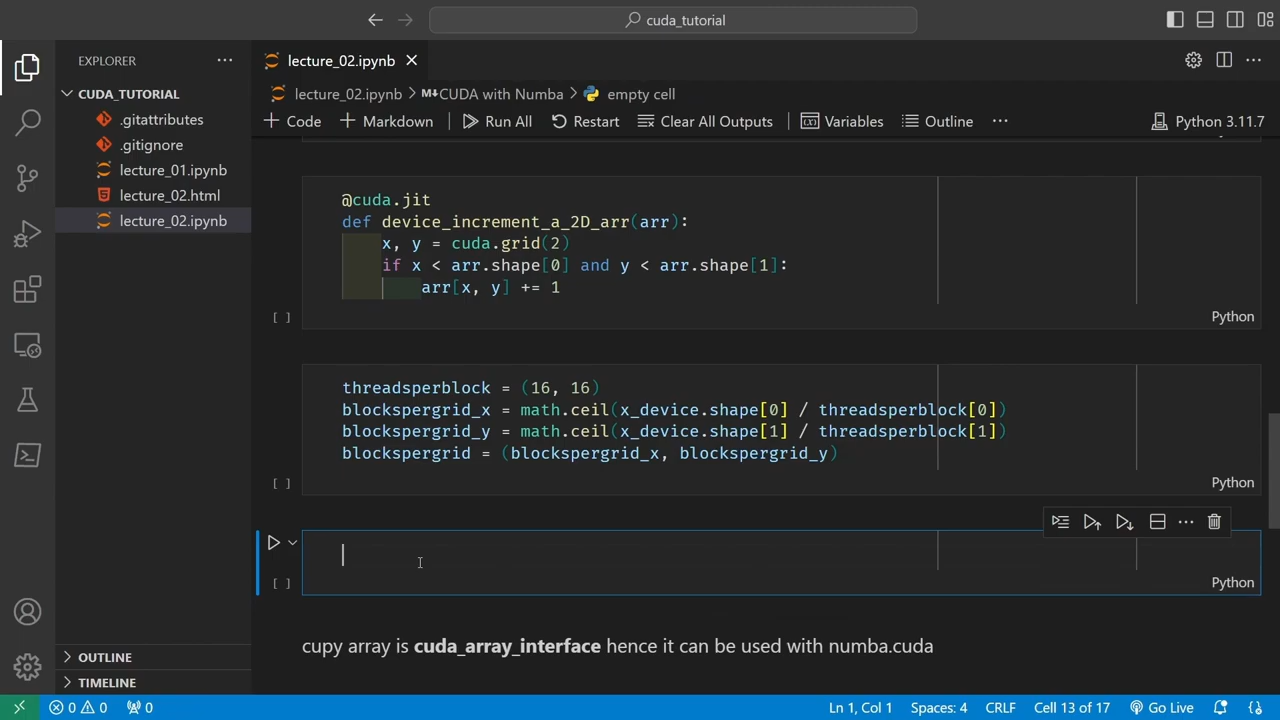 cuda_tutorial
EXPLORER
lecture_02.ipynb
CUDA_TUTORIAL
.gitattributes
.gitignore
lecture_01.ipynb
lecture_02.html
lecture_02.ipynb
OUTLINE
TIMELINE
lecture_02.ipynb > CUDA with Numba > empty cell
+ Code + Markdown Run All Restart Clear All Outputs Variables Outline Python 3.11.7
@cuda.jit
def device_increment_a_2D_arr(arr):
x, y = cuda.grid(2)
if x < arr.shape[0] and y < arr.shape[1]:
arr[x, y] += 1
[ ] Python
threadsperblock = (16, 16)
blockspergrid_x = math.ceil(x_device.shape[0] / threadsperblock[0])
blockspergrid_y = math.ceil(x_device.shape[1] / threadsperblock[1])
blockspergrid = (blockspergrid_x, blockspergrid_y)
[ ] Python
[ ] Python
cupy array is cuda_array_interface hence it can be used with numba.cuda
0 0 0 Ln 1, Col 1 Spaces: 4 CRLF Cell 13 of 17 Go Live